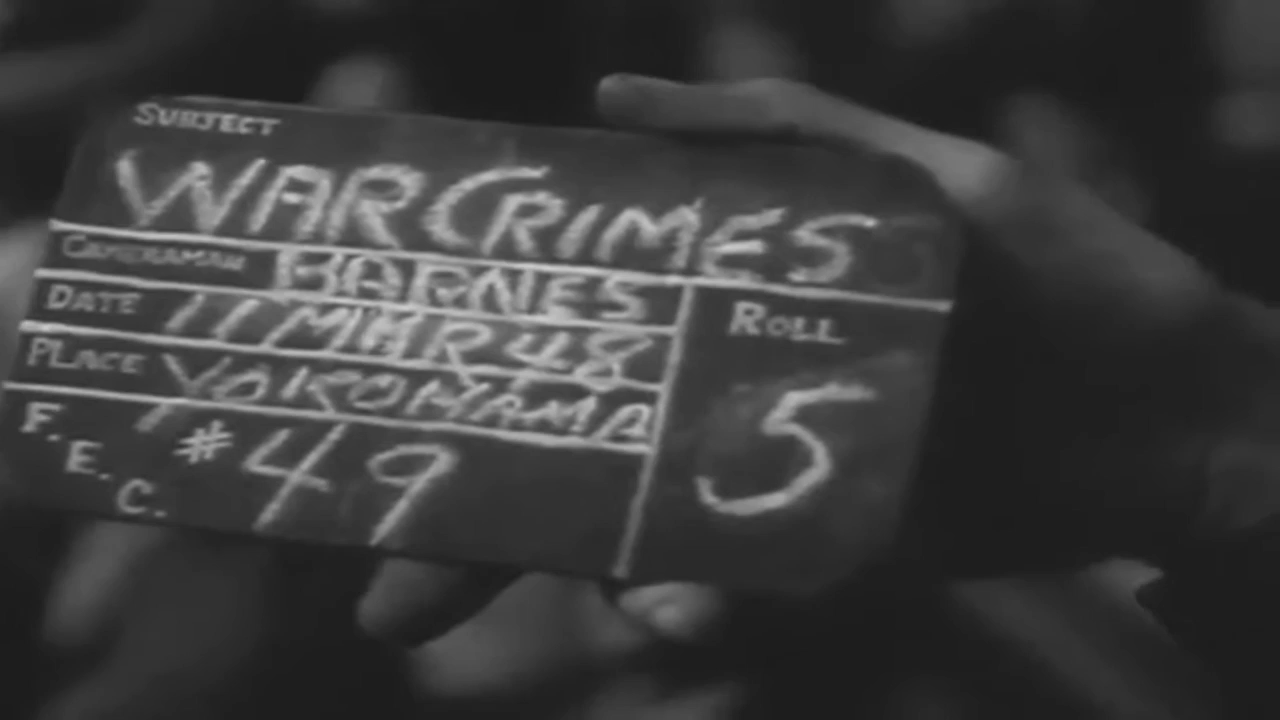 SUBJECT
WAR CRIMES
CAMERAMAN BARNES
DATE 11 MAR 48
PLACE YOKOHAMA
F.E.C. #49
ROLL
5